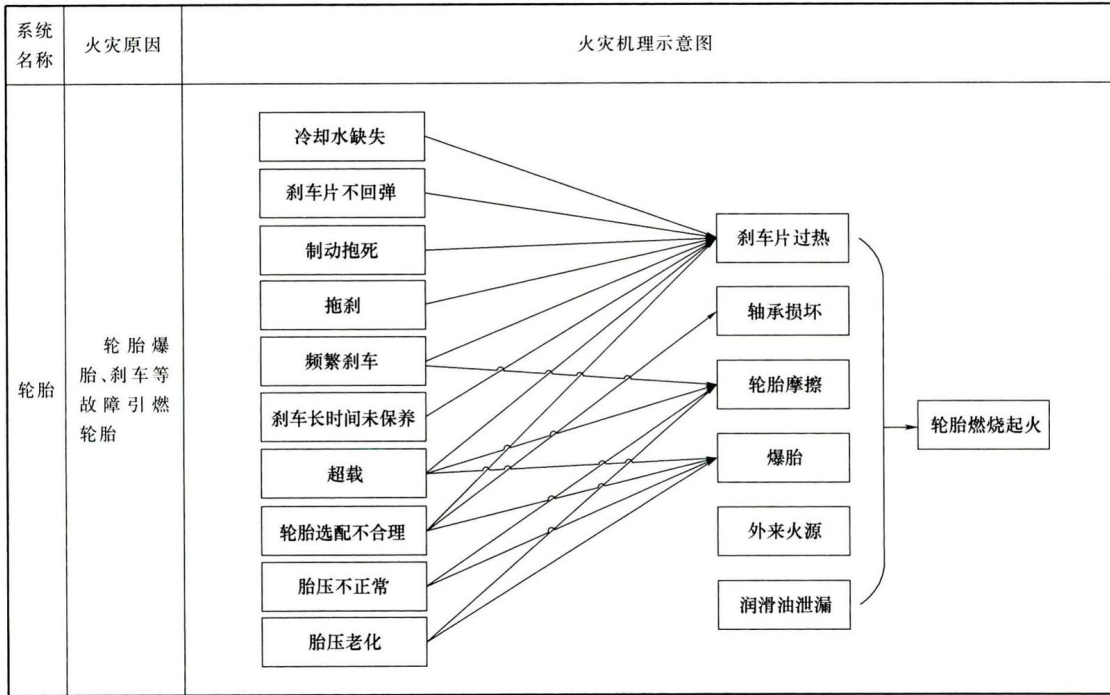 系统
名称
火灾原因
火灾机理示意图
轮胎
轮胎爆
胎、刹车等
故障引燃
轮胎
冷却水缺失
刹车片不回弹
制动抱死
拖刹
频繁刹车
刹车长时间未保养
超载
轮胎选配不合理
胎压不正常
胎压老化
刹车片过热
轴承损坏
轮胎摩擦
爆胎
外来火源
润滑油泄漏
轮胎燃烧起火